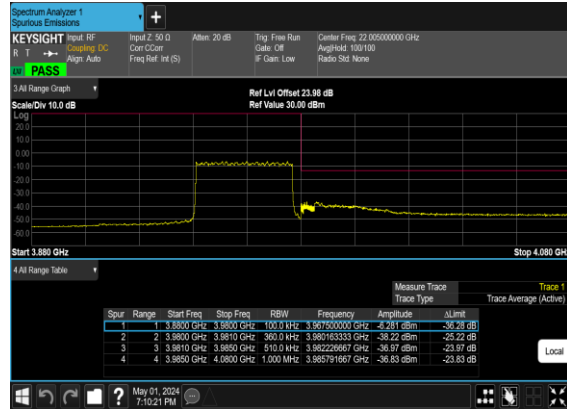 Spectrum Analyzer 1
Spurious Emissions
KEYSIGHT Input: RF Input Z: 50 Ω Atten: 20 dB Trig: Free Run Center Freq: 22.005000000 GHz
R T Coupling: DC Corr CCorr Gate: Off Avg|Hold: 100/100
Align: Auto Freq Ref: Int (S) IF Gain: Low Radio Std: None
PASS
3 All Range Graph
Ref Lvl Offset 23.98 dB
Scale/Div 10.0 dB Ref Value 30.00 dBm
Log
20.0
10.0
0.00
-10.0
-20.0
-30.0
-40.0
-50.0
-60.0
Start 3.880 GHz Stop 4.080 GH
4 All Range Table
Measure Trace Trace 1
Trace Type Trace Average (Active)
Spur Range Start Freq Stop Freq RBW Frequency Amplitude ΔLimit
1 1 3.8800 GHz 3.9800 GHz 100.0 kHz 3.967500000 GHz -6.281 dBm -36.28 dB
2 2 3.9800 GHz 3.9810 GHz 360.0 kHz 3.980163333 GHz -38.22 dBm -25.22 dB
3 3 3.9810 GHz 3.9850 GHz 510.0 kHz 3.982226667 GHz -36.97 dBm -23.97 dB
4 4 3.9850 GHz 4.0800 GHz 1.000 MHz 3.985791667 GHz -36.83 dBm -23.83 dB
Local
May 01, 2024
7:10:21 PM